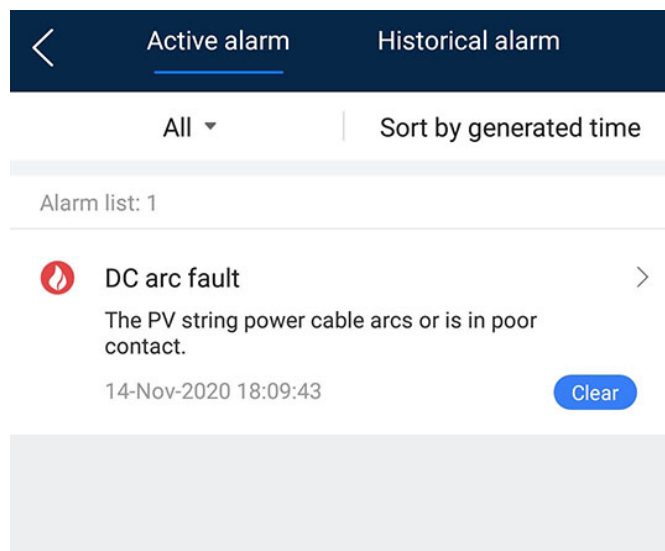 Active alarm Historical alarm
All Sort by generated time
Alarm list: 1
DC arc fault
The PV string power cable arcs or is in poor
contact.
14-Nov-2020 18:09:43 Clear